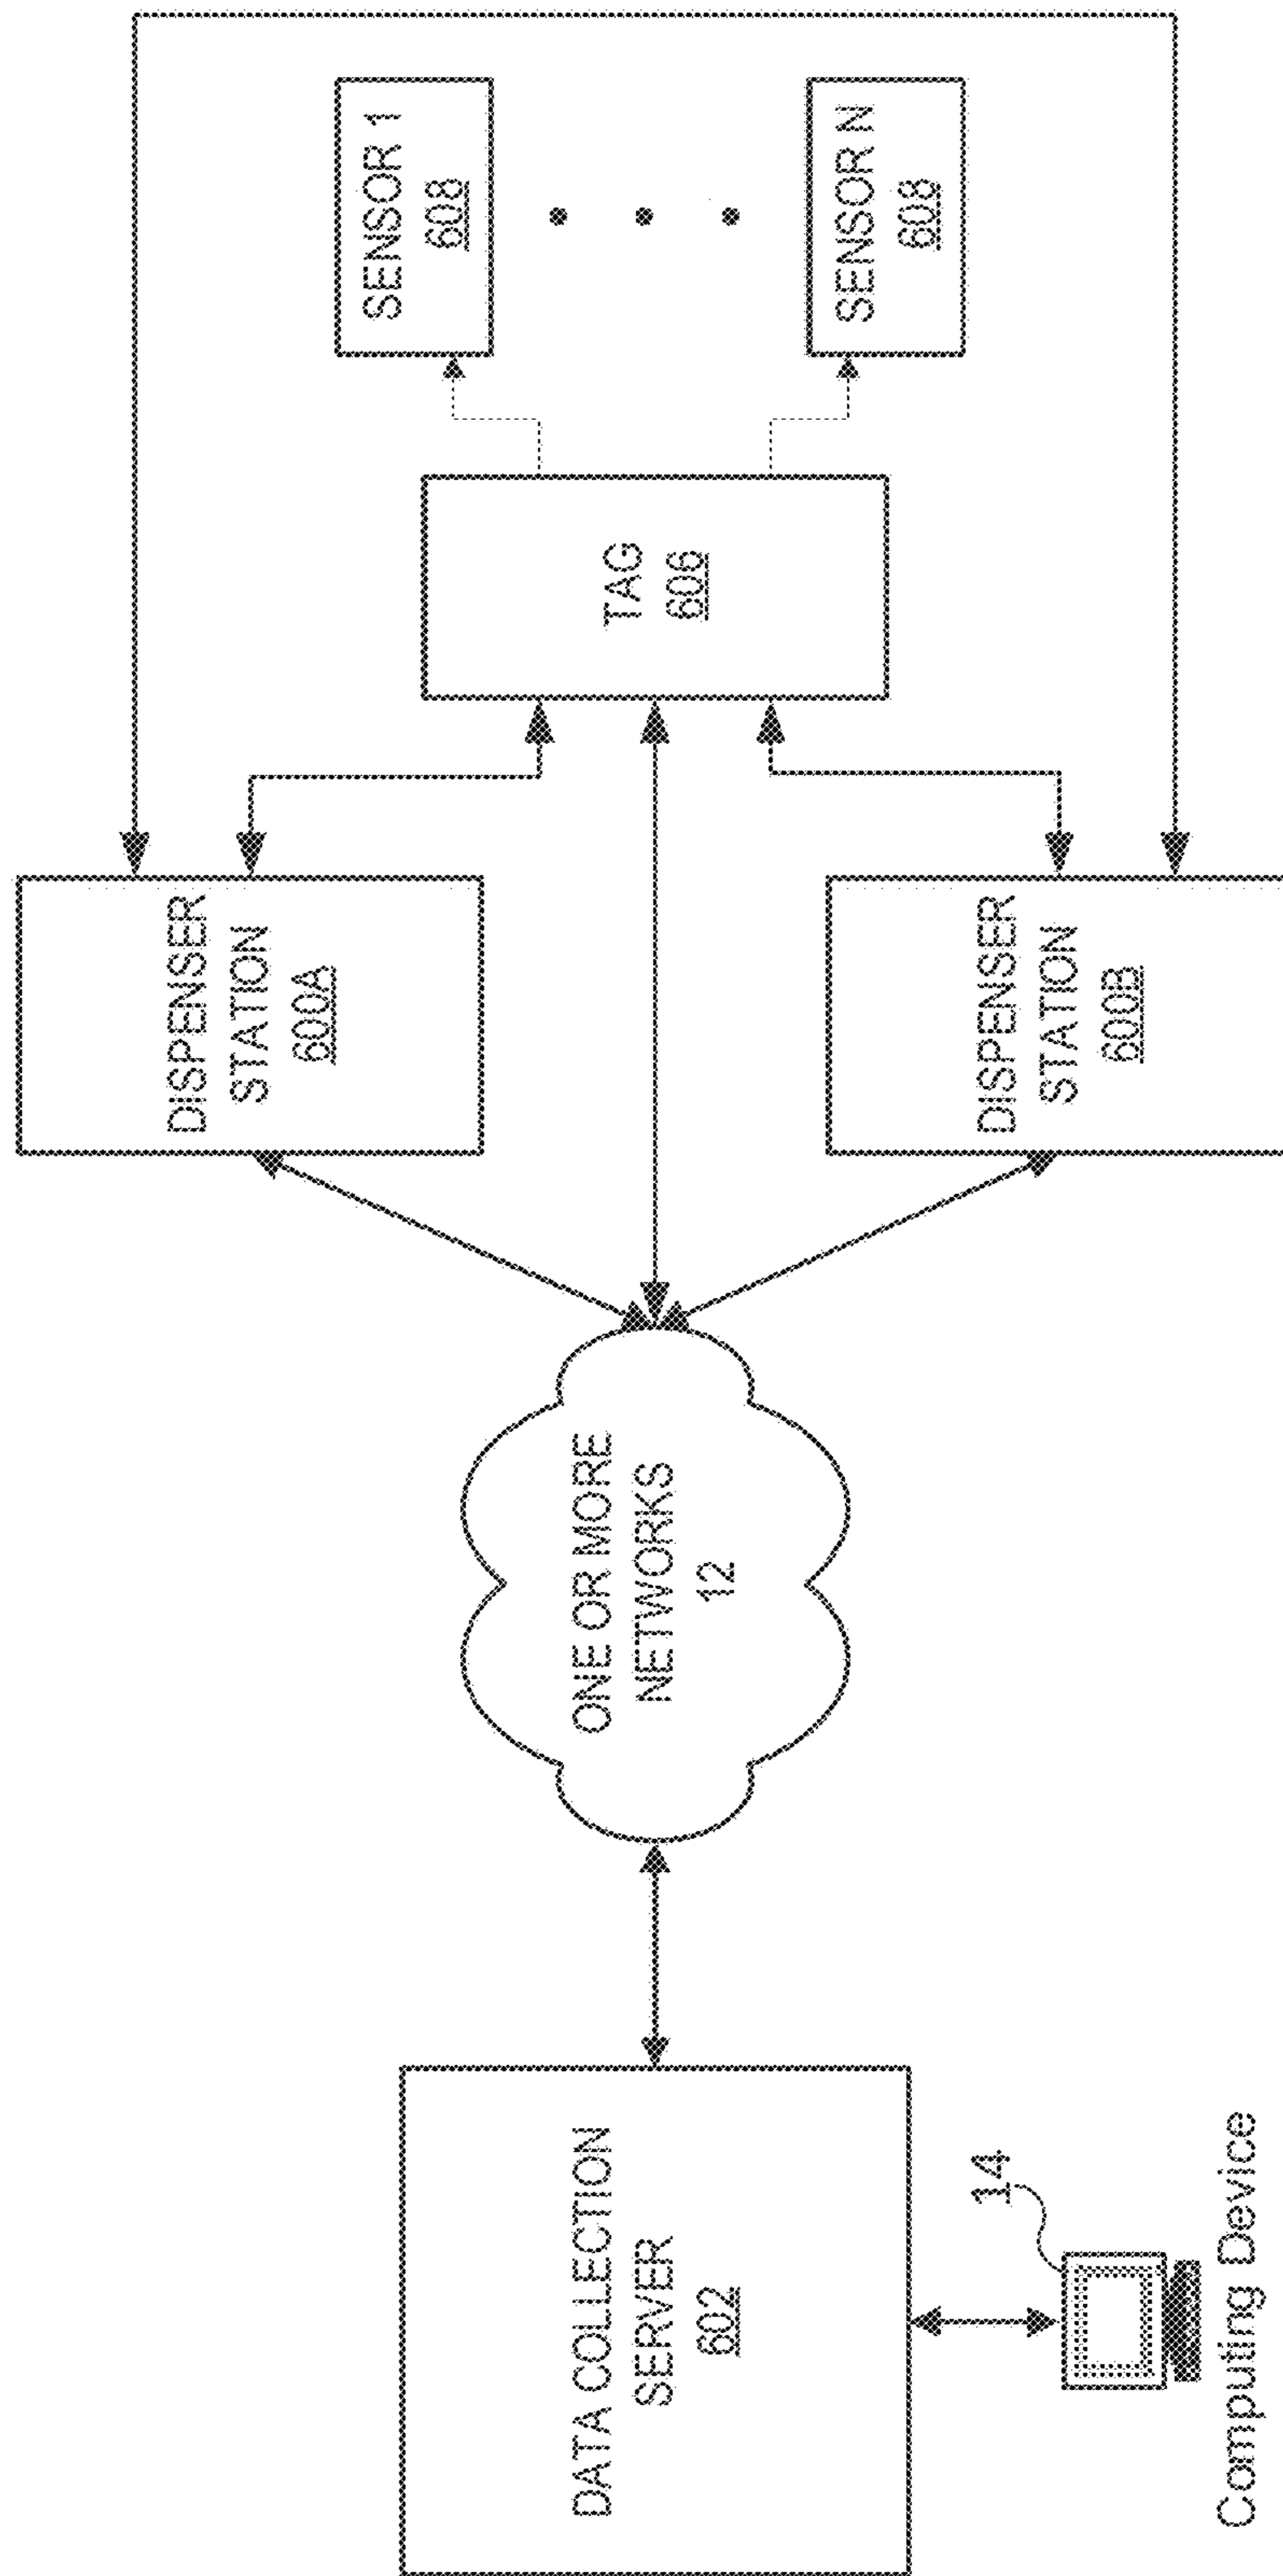 DATA COLLECTION
SERVER
602
14
Computing Device
ONE OR MORE
NETWORKS
12
DISPENSER
STATION
600A
DISPENSER
STATION
600B
TAG
606
SENSOR 1
608
SENSOR N
608